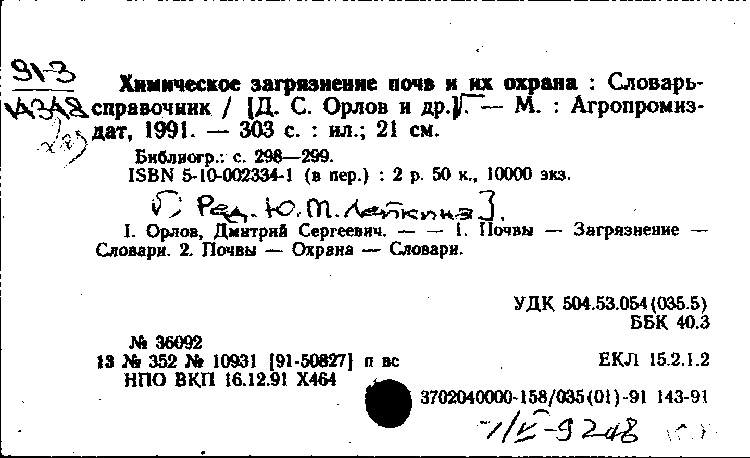 91-3
Химическое загрязнение почв и их охрана : Словарь-
справочник / [Д. С. Орлов и др.]. — М. : Агропромиз-
дат, 1991. — 303 с. : ил.; 21 см.
Библиогр.: с. 298—299.
ISBN 5-10-002334-1 (в пер.) : 2 р. 50 к., 10000 экз.
Ред. Ю.М.
I. Орлов, Дмитрий Сергеевич. — — 1. Почвы — Загрязнение —
Словари. 2. Почвы — Охрана — Словари.
УДК 504.53.054(035.5)
ББК 40.3
№ 36092
13 № 352 № 10931 [91-50827] п вс
ЕКЛ 15.2.1.2
НПО ВКП 16.12.91 Х464
3702040000-158/035(01)-91 143-91